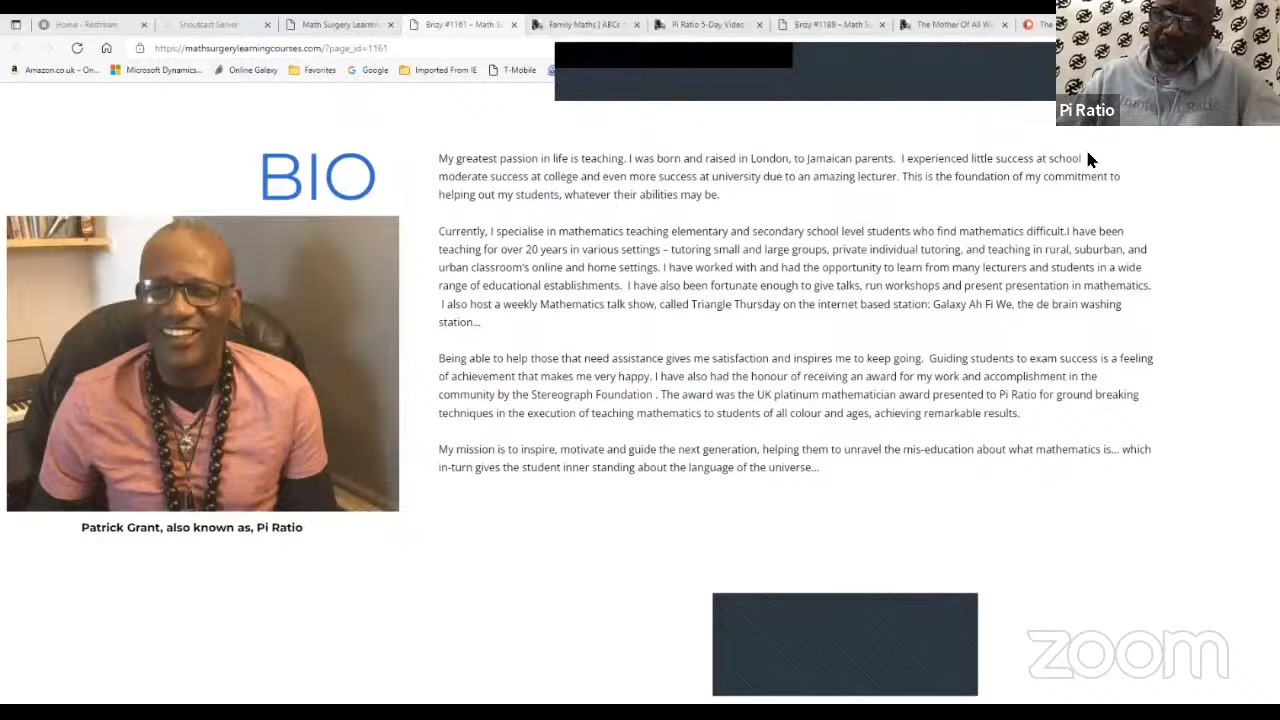 Home - Restream
Shoutcast Server
Math Surgery Learnin
Brizy #1161 – Math S
Family Maths | ABCs
Pi Ratio 5-Day Video
Brizy #1189 – Math S
The Mother Of All W
The
https://mathsurgerylearningcourses.com/?page_id=1161
Amazon.co.uk – On...
Microsoft Dynamics...
Online Galaxy
Favorites
Google
Imported From IE
T-Mobile
Pi Ratio
BIO
My greatest passion in life is teaching. I was born and raised in London, to Jamaican parents. I experienced little success at school
moderate success at college and even more success at university due to an amazing lecturer. This is the foundation of my commitment to
helping out my students, whatever their abilities may be.
Currently, I specialise in mathematics teaching elementary and secondary school level students who find mathematics difficult.I have been
teaching for over 20 years in various settings – tutoring small and large groups, private individual tutoring, and teaching in rural, suburban, and
urban classroom's online and home settings. I have worked with and had the opportunity to learn from many lecturers and students in a wide
range of educational establishments. I have also been fortunate enough to give talks, run workshops and present presentation in mathematics.
I also host a weekly Mathematics talk show, called Triangle Thursday on the internet based station: Galaxy Ah Fi We, the de brain washing
station...
Being able to help those that need assistance gives me satisfaction and inspires me to keep going. Guiding students to exam success is a feeling
of achievement that makes me very happy. I have also had the honour of receiving an award for my work and accomplishment in the
community by the Stereograph Foundation . The award was the UK platinum mathematician award presented to Pi Ratio for ground breaking
techniques in the execution of teaching mathematics to students of all colour and ages, achieving remarkable results.
My mission is to inspire, motivate and guide the next generation, helping them to unravel the mis-education about what mathematics is... which
in-turn gives the student inner standing about the language of the universe...
Patrick Grant, also known as, Pi Ratio
zoom